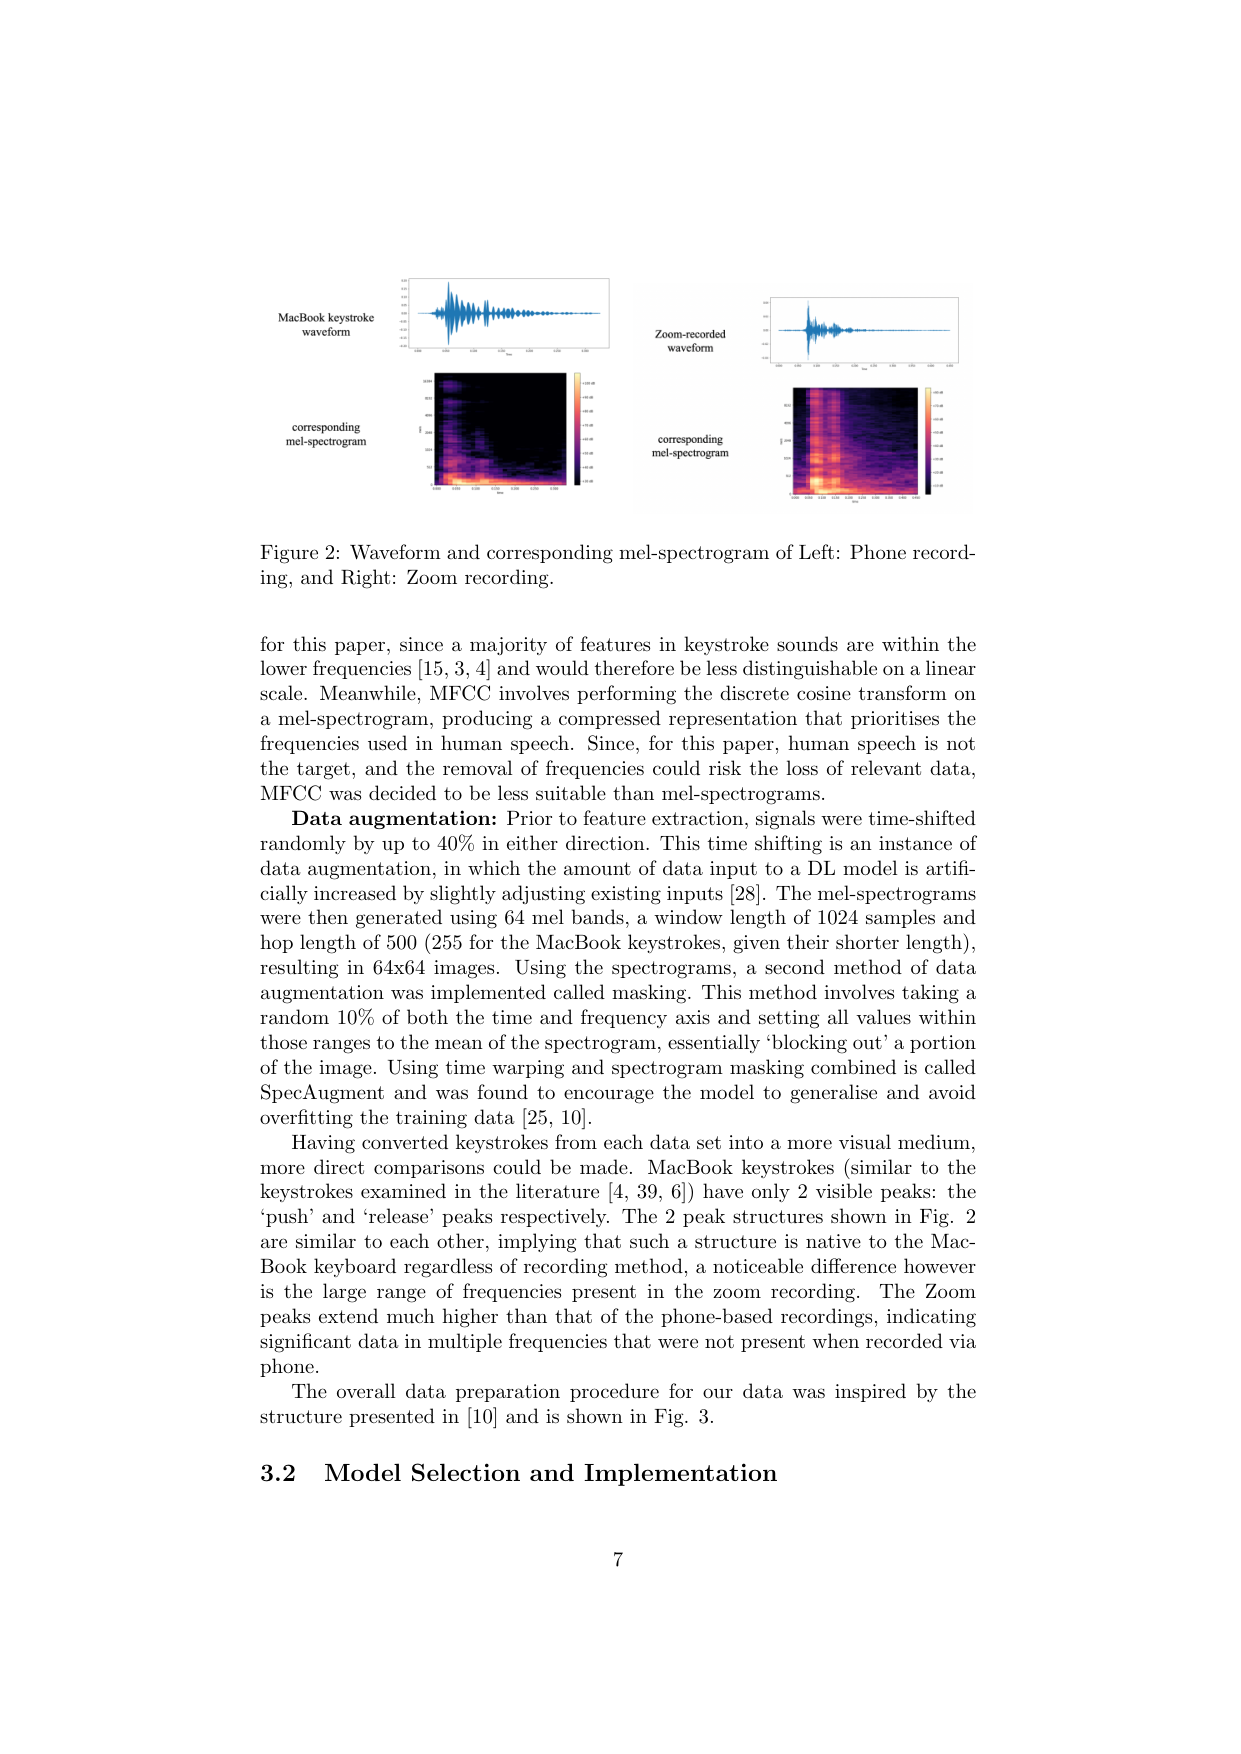 MacBook keystroke
waveform
corresponding
mel-spectrogram
Zoom-recorded
waveform
corresponding
mel-spectrogram
Figure 2: Waveform and corresponding mel-spectrogram of Left: Phone record-
ing, and Right: Zoom recording.
for this paper, since a majority of features in keystroke sounds are within the
lower frequencies [15, 3, 4] and would therefore be less distinguishable on a linear
scale. Meanwhile, MFCC involves performing the discrete cosine transform on
a mel-spectrogram, producing a compressed representation that prioritises the
frequencies used in human speech. Since, for this paper, human speech is not
the target, and the removal of frequencies could risk the loss of relevant data,
MFCC was decided to be less suitable than mel-spectrograms.
Data augmentation: Prior to feature extraction, signals were time-shifted
randomly by up to 40% in either direction. This time shifting is an instance of
data augmentation, in which the amount of data input to a DL model is artifi-
cially increased by slightly adjusting existing inputs [28]. The mel-spectrograms
were then generated using 64 mel bands, a window length of 1024 samples and
hop length of 500 (255 for the MacBook keystrokes, given their shorter length),
resulting in 64x64 images. Using the spectrograms, a second method of data
augmentation was implemented called masking. This method involves taking a
random 10% of both the time and frequency axis and setting all values within
those ranges to the mean of the spectrogram, essentially ‘blocking out’ a portion
of the image. Using time warping and spectrogram masking combined is called
SpecAugment and was found to encourage the model to generalise and avoid
overfitting the training data [25, 10].
Having converted keystrokes from each data set into a more visual medium,
more direct comparisons could be made. MacBook keystrokes (similar to the
keystrokes examined in the literature [4, 39, 6]) have only 2 visible peaks: the
‘push’ and ‘release’ peaks respectively. The 2 peak structures shown in Fig. 2
are similar to each other, implying that such a structure is native to the Mac-
Book keyboard regardless of recording method, a noticeable difference however
is the large range of frequencies present in the zoom recording. The Zoom
peaks extend much higher than that of the phone-based recordings, indicating
significant data in multiple frequencies that were not present when recorded via
phone.
The overall data preparation procedure for our data was inspired by the
structure presented in [10] and is shown in Fig. 3.
3.2 Model Selection and Implementation
7